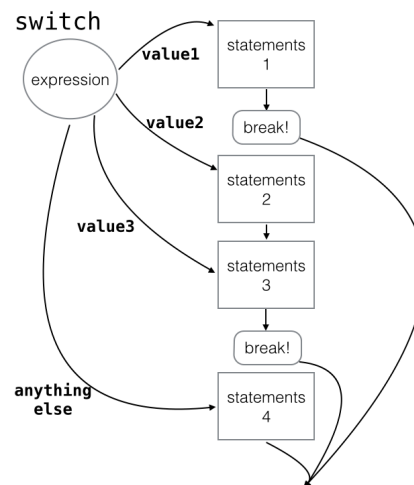 switch
expression
value1
statements
1
break!
value2
statements
2
value3
statements
3
break!
anything
else
statements
4